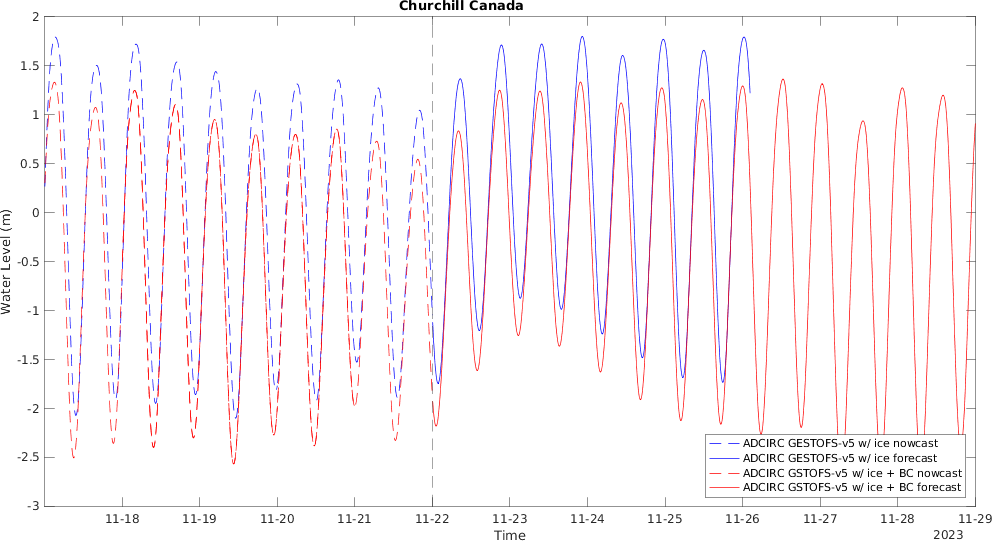 Churchill Canada
Water Level (m)
2
1.5
1
0.5
0
-0.5
-1
-1.5
-2
-2.5
-3
ADCIRC GESTOFS-v5 w/ ice nowcast
ADCIRC GESTOFS-v5 w/ ice forecast
ADCIRC GSTOFS-v5 w/ ice + BC nowcast
ADCIRC GSTOFS-v5 w/ ice + BC forecast
11-18 11-19 11-20 11-21 11-22 11-23 11-24 11-25 11-26 11-27 11-28 11-29
Time
2023